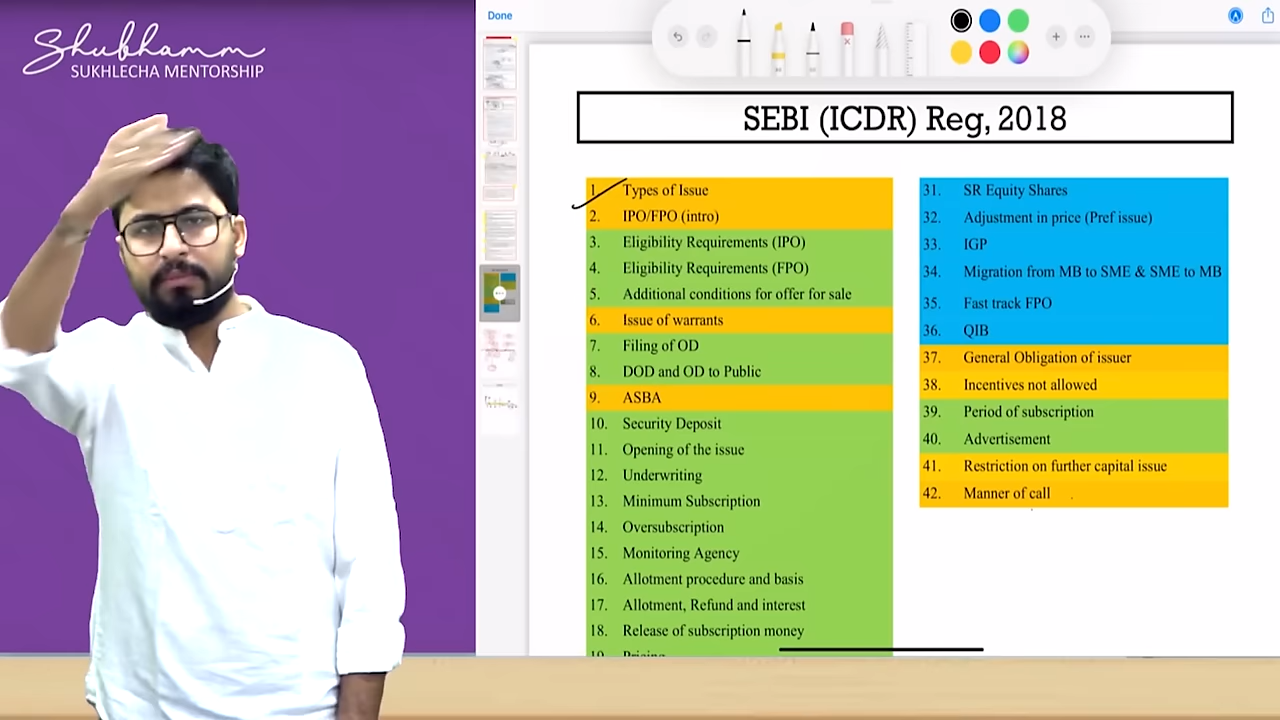 Shubhamm
SUKHLECHA MENTORSHIP
Done
SEBI (ICDR) Reg, 2018
1. Types of Issue
2. IPO/FPO (intro)
3. Eligibility Requirements (IPO)
4. Eligibility Requirements (FPO)
5. Additional conditions for offer for sale
6. Issue of warrants
7. Filing of OD
8. DOD and OD to Public
9. ASBA
10. Security Deposit
11. Opening of the issue
12. Underwriting
13. Minimum Subscription
14. Oversubscription
15. Monitoring Agency
16. Allotment procedure and basis
17. Allotment, Refund and interest
18. Release of subscription money
19. Pricing
31. SR Equity Shares
32. Adjustment in price (Pref issue)
33. IGP
34. Migration from MB to SME & SME to MB
35. Fast track FPO
36. QIB
37. General Obligation of issuer
38. Incentives not allowed
39. Period of subscription
40. Advertisement
41. Restriction on further capital issue
42. Manner of call